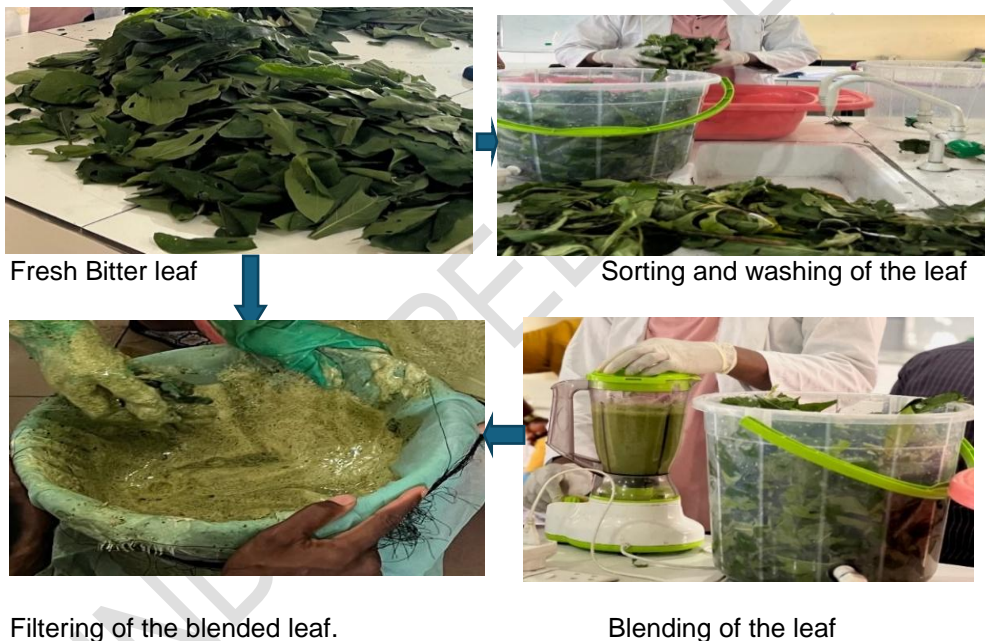 Fresh Bitter leaf
Sorting and washing of the leaf
Filtering of the blended leaf.
Blending of the leaf